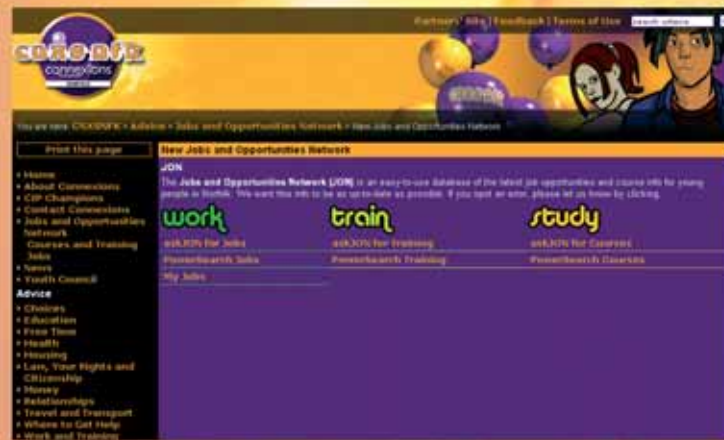 Partners' Site | Feedback | Terms of Use
connexions
You are here: CNXNSFK > Advice > Jobs and Opportunities Network > New Jobs and Opportunities Network
Print this page
New Jobs and Opportunities Network
JON
The Jobs and Opportunities Network (JON) is an easy-to-use database of the latest job opportunities and course info for young
people in Norfolk. We want this info to be as up-to-date as possible. If you spot an error, please let us know by clicking.
Home
About Connexions
CIP Champions
Contact Connexions
Jobs and Opportunities
Network
Courses and Training
Jobs
News
Youth Council
Advice
Choices
Education
Free Time
Health
Housing
Law, Your Rights and
Citizenship
Money
Relationships
Travel and Transport
Where to Get Help
Work and Training
work
askJON for Jobs
PowerSearch Jobs
My Jobs
train
askJON for Training
PowerSearch Training
study
askJON for Courses
PowerSearch Courses